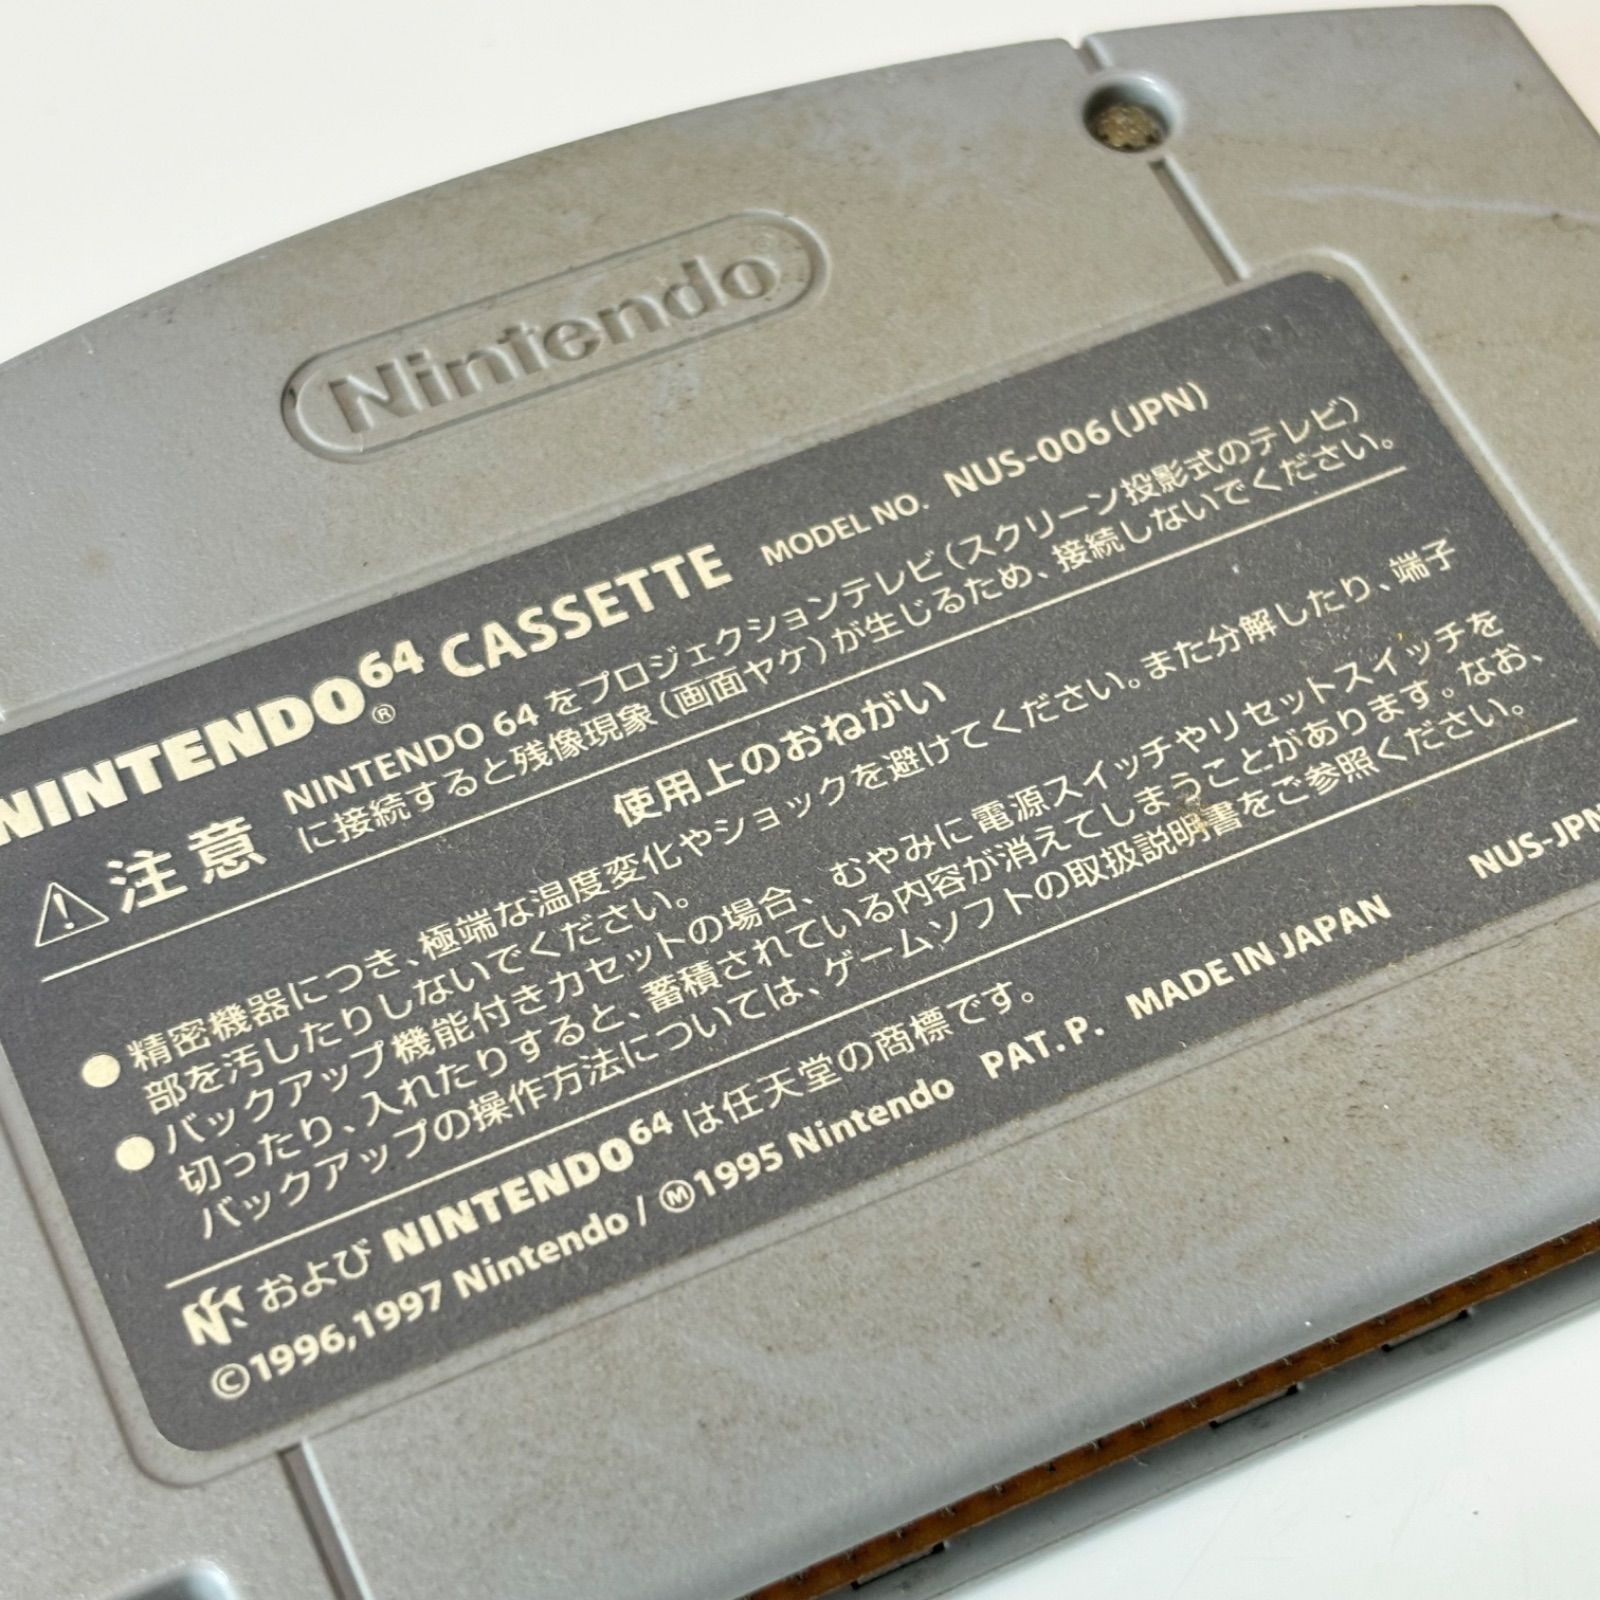 Nintendo
NINTENDO64 CASSETTE MODEL NO. NUS-006(JPN)
注意 NINTENDO 64 をプロジェクションテレビ(スクリーン投影式のテレビ)
に接続すると残像現象(画面ヤケ)が生じるため、接続しないでください。
使用上のおねがい
●精密機器につき、極端な温度変化やショックを避けてください。また分解したり、端子
部を汚したりしないでください。
●バックアップ機能付きカセットの場合、むやみに電源スイッチやリセットスイッチを
切ったり、入れたりすると、蓄積されている内容が消えてしまうことがあります。なお、
バックアップの操作方法については、ゲームソフトの取扱説明書をご参照ください。
および NINTENDO64 は任天堂の商標です。
©1996,1997 Nintendo / Ⓜ1995 Nintendo PAT. P. MADE IN JAPAN NUS-JPN